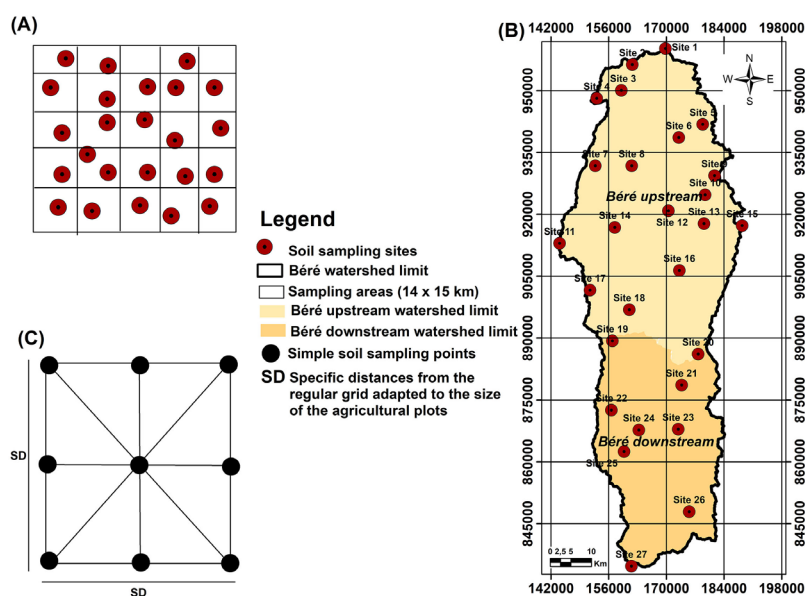 (A)
(B)
142000 156000 170000 184000 198000
Site 1
Site 2
N
W E
S
Site 3
Site 4
950000 950000
Site 5
Site 6
935000 935000
Site 7
Site 8
Site 9
Site 10
Béré upstream
920000 920000
Site 11
Site 14
Site 12
Site 13
Site 15
905000 905000
Site 16
Site 17
Site 18
890000 890000
Site 19
Site 20
Site 21
875000 875000
Site 22
Site 24
Site 23
Béré downstream
860000 860000
Site 25
Site 26
845000 845000
Site 27
0 2,5 5 10
Km
142000 156000 170000 184000 198000
Legend
Soil sampling sites
Béré watershed limit
Sampling areas (14 x 15 km)
Béré upstream watershed limit
Béré downstream watershed limit
Simple soil sampling points
SD Specific distances from the
regular grid adapted to the size
of the agricultural plots
(C)
SD
SD